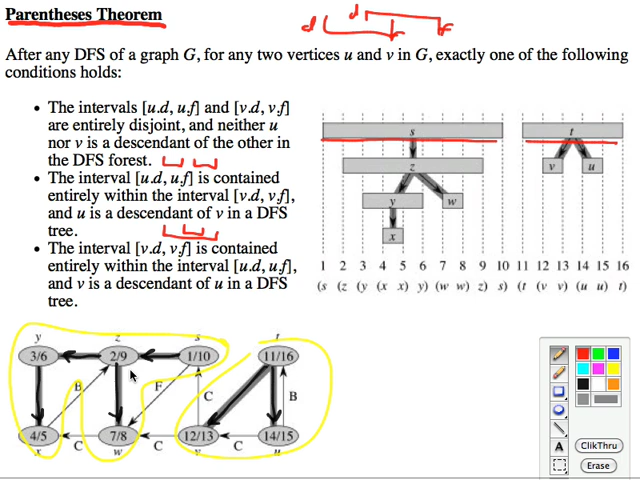 Parentheses Theorem
d d f f
After any DFS of a graph G, for any two vertices u and v in G, exactly one of the following
conditions holds:
• The intervals [u.d, u.f] and [v.d, v.f]
are entirely disjoint, and neither u
nor v is a descendant of the other in
the DFS forest.
• The interval [u.d, u.f] is contained
entirely within the interval [v.d, v.f],
and u is a descendant of v in a DFS
tree.
• The interval [v.d, v.f] is contained
entirely within the interval [u.d, u.f],
and v is a descendant of u in a DFS
tree.
s t
z v u
y w
x
1 2 3 4 5 6 7 8 9 10 11 12 13 14 15 16
(s (z (y (x x) y) (w w) z) s) (t (v v) (u u) t)
y z s t
3/6 2/9 1/10 11/16
B F C B
4/5 C 7/8 C 12/13 C 14/15
x w v u
A ClikThru
Erase